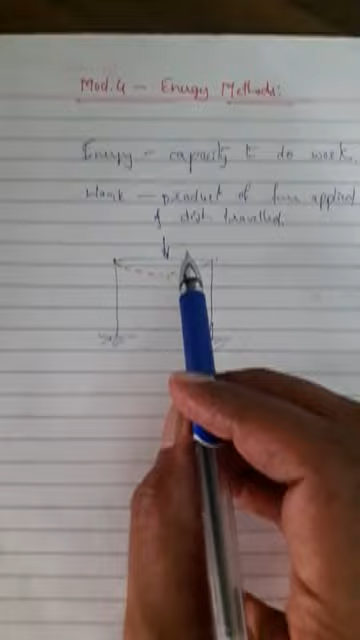 Mod.4 - Energy Methods:
Energy - capacity to do work.
Work - product of force applied
& dist. travelled.